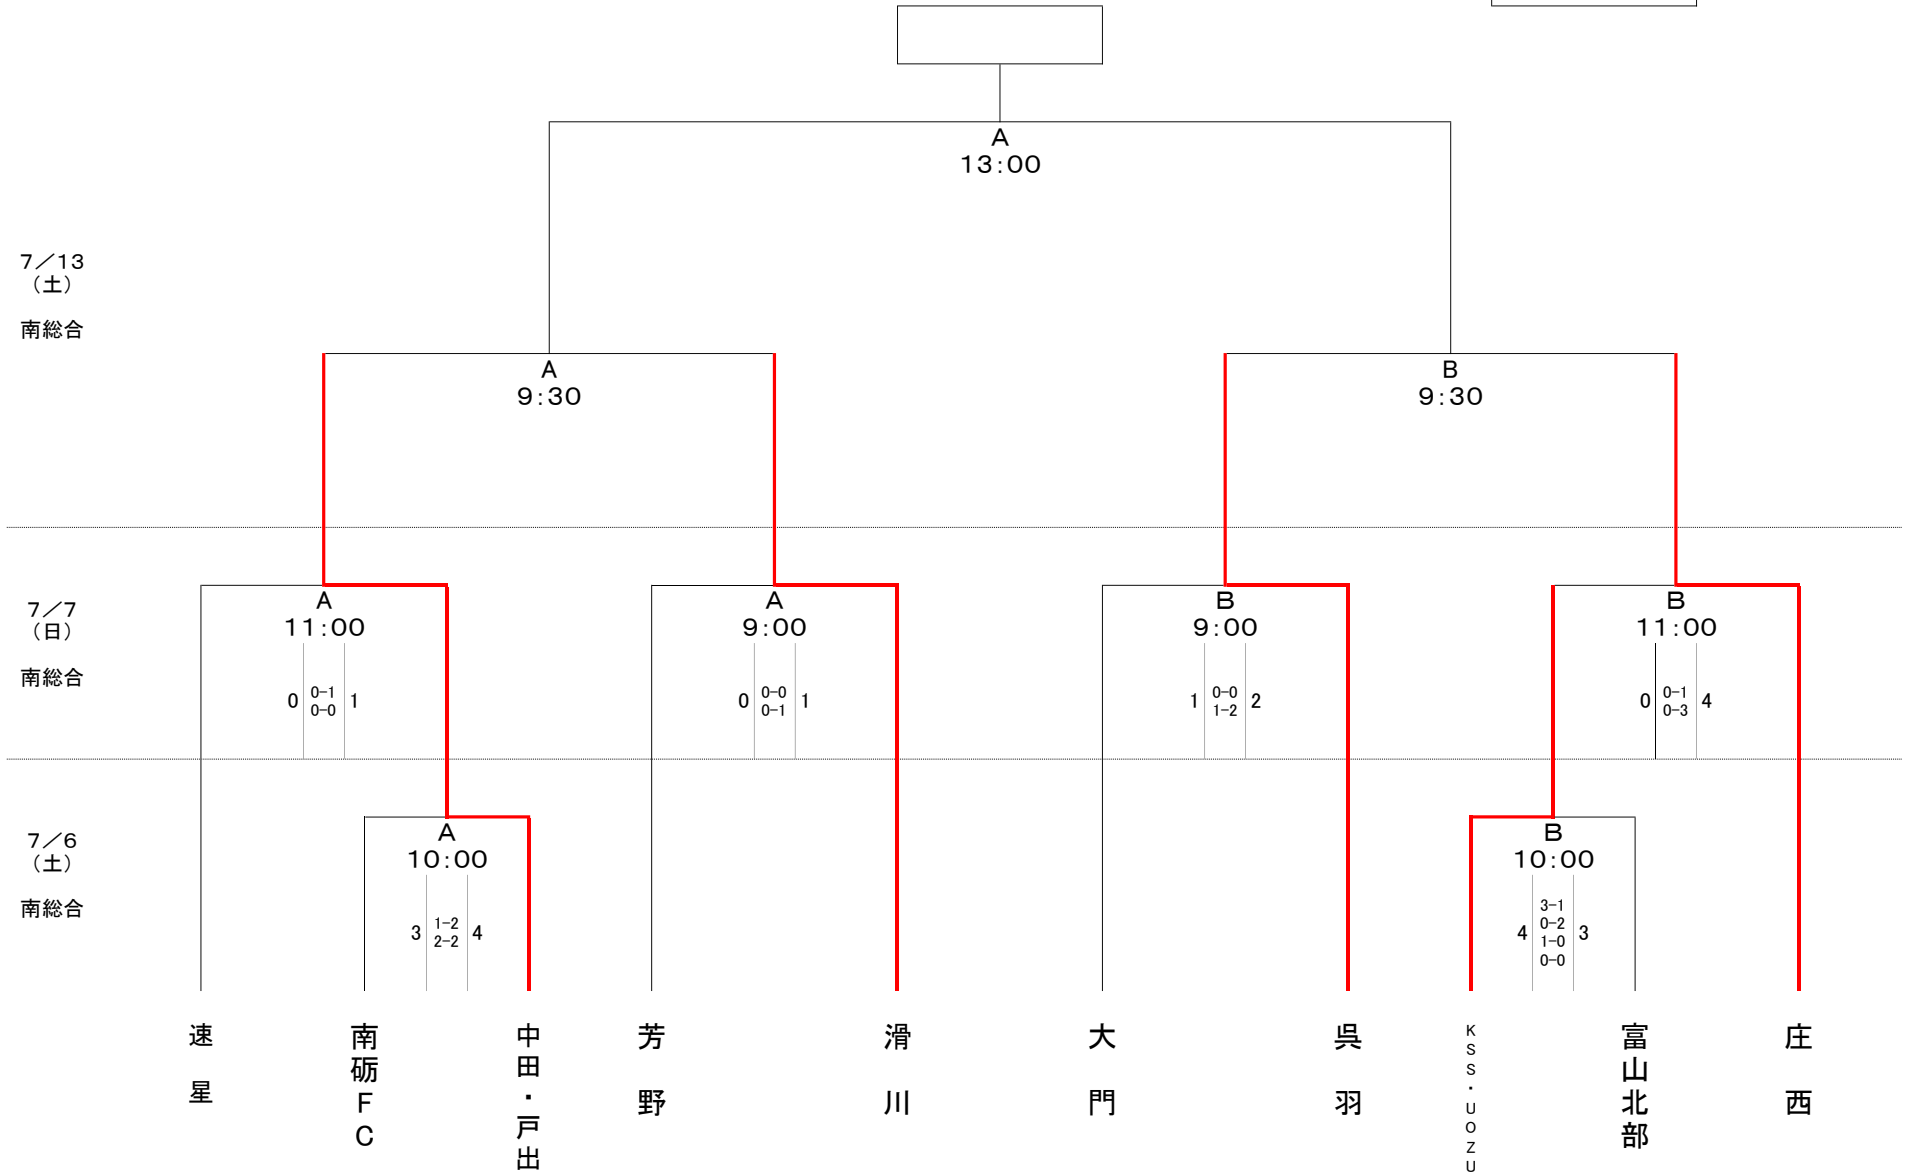 A
13:00
7／13
（土）
南総合
A
9:30
B
9:30
7／7
（日）
南総合
A
11:00
0 0-1 1
0-0
A
9:00
0 0-0 1
0-1
B
9:00
1 0-0 2
1-2
B
11:00
0 0-1 4
0-3
7／6
（土）
南総合
A
10:00
3 1-2 4
2-2
B
10:00
3-1
4 0-2 3
1-0
0-0
速星
南砺FC
中田・戸出
芳野
滑川
大門
呉羽
KSS・UOZU
富山北部
庄西